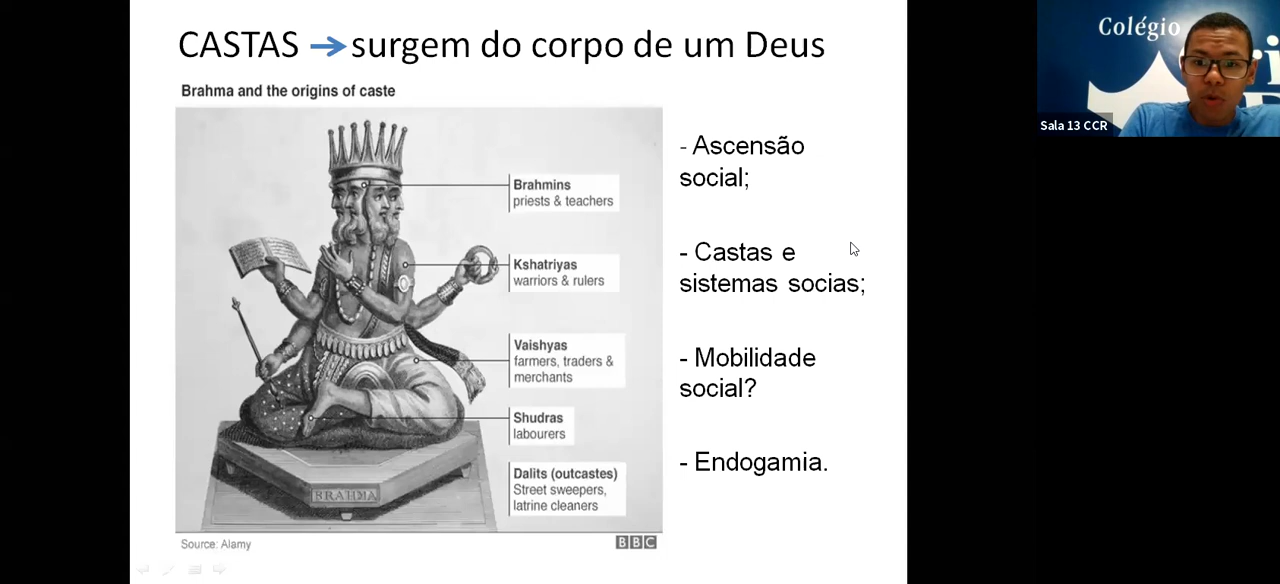 CASTAS → surgem do corpo de um Deus
Brahma and the origins of caste
Brahmins
priests & teachers
Kshatriyas
warriors & rulers
Vaishyas
farmers, traders &
merchants
Shudras
labourers
Dalits (outcastes)
Street sweepers,
latrine cleaners
BRAHMA
Source: Alamy
BBC
- Ascensão
social;
- Castas e
sistemas socias;
- Mobilidade
social?
- Endogamia.
Colégio
Sala 13 CCR